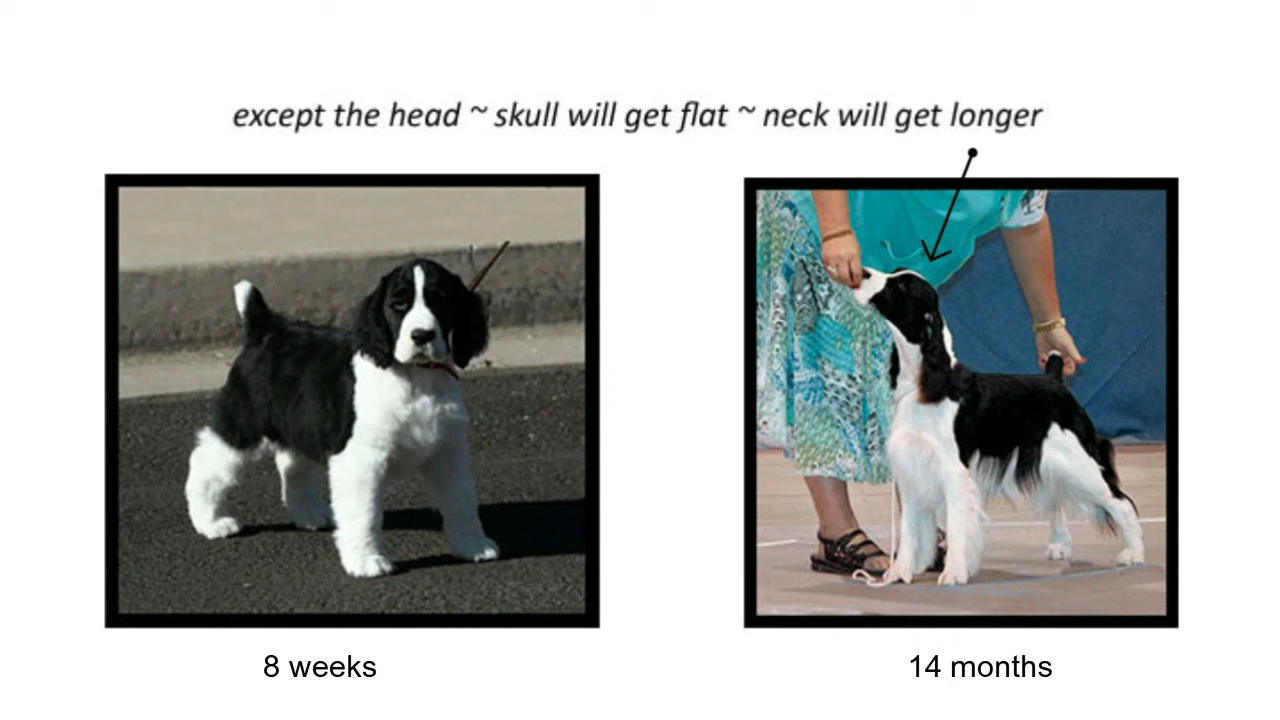 except the head ~ skull will get flat ~ neck will get longer
8 weeks
14 months